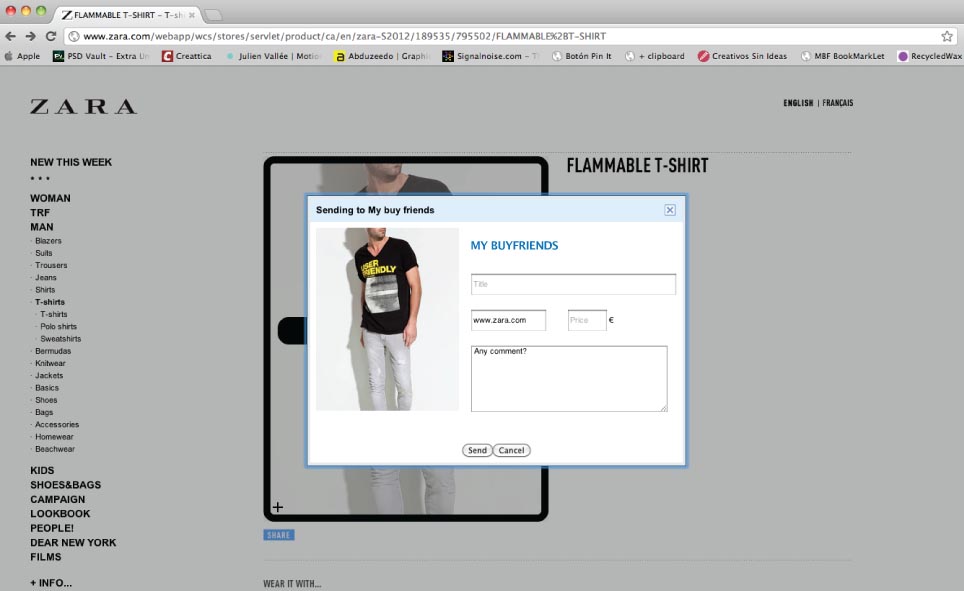 FLAMMABLE T-SHIRT – T-shi
www.zara.com/webapp/wcs/stores/servlet/product/ca/en/zara-S2012/189535/795502/FLAMMABLE%2BT-SHIRT
Apple PSD Vault - Extra Un Creattica Julien Vallée | Motion Abduzeedo | Graphic Signalnoise.com ~ Th Botón Pin It + clipboard Creativos Sin Ideas MBF BookMarkLet RecycledWax
ZARA
ENGLISH | FRANÇAIS
NEW THIS WEEK
* * *
WOMAN
TRF
MAN
· Blazers
· Suits
· Trousers
· Jeans
· Shirts
· T-shirts
· T-shirts
· Polo shirts
· Sweatshirts
· Bermudas
· Knitwear
· Jackets
· Basics
· Shoes
· Bags
· Accessories
· Homewear
· Beachwear
KIDS
SHOES&BAGS
CAMPAIGN
LOOKBOOK
PEOPLE!
DEAR NEW YORK
FILMS
+ INFO...
FLAMMABLE T-SHIRT
Sending to My buy friends
USER
FRIENDLY
MY BUYFRIENDS
Title
www.zara.com Price €
Any comment?
Send Cancel
+
SHARE
WEAR IT WITH...